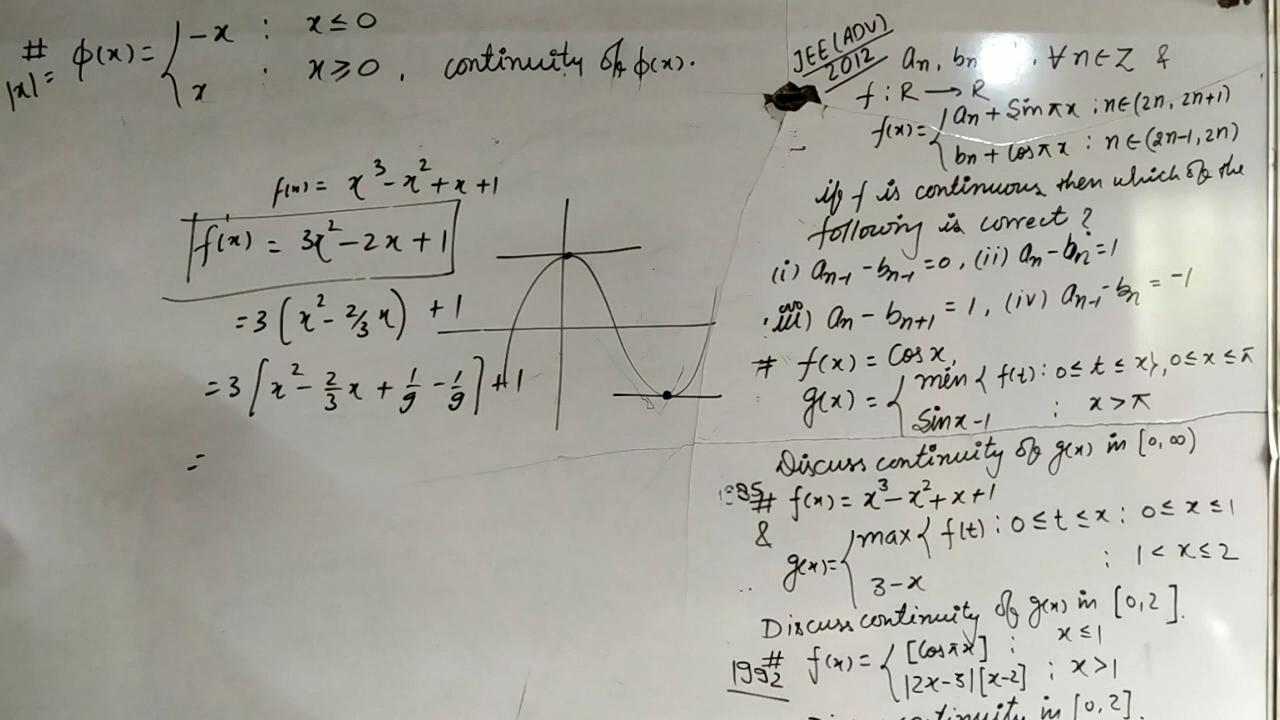 # φ(x) = { -x : x ≤ 0
|x| = x : x ≥ 0 , continuity of φ(x).
f(x) = x³ - x² + x + 1
f'(x) = 3x² - 2x + 1
= 3 (x² - 2/3 x) + 1
= 3 [x² - 2/3 x + 1/9 - 1/9] + 1
=
JEE (ADV) 2012
an, bn , ∀ n ∈ Z &
f : R → R
f(x) = { an + Sin πx ; n ∈ (2n, 2n+1)
bn + Cos πx : n ∈ (2n-1, 2n)
if f is continuous then which of the
following is correct ?
(i) an-1 - bn-1 = 0 , (ii) an - bn = 1
iii) an - bn+1 = 1 , (iv) an-1 - bn = -1
# f(x) = Cos x,
g(x) = { min { f(t) : 0 ≤ t ≤ x}, 0 ≤ x ≤ π
Sin x - 1 : x > π
Discuss continuity of g(x) in [0, ∞)
1985 # f(x) = x³ - x² + x + 1
&
g(x) = { max { f(t) : 0 ≤ t ≤ x : 0 ≤ x ≤ 1
3 - x : 1 < x ≤ 2
Discuss continuity of g(x) in [0, 2].
1992 # f(x) = { [Cos πx] : x ≤ 1
|2x - 3| [x - 2] ; x > 1
continuity in [0, 2].